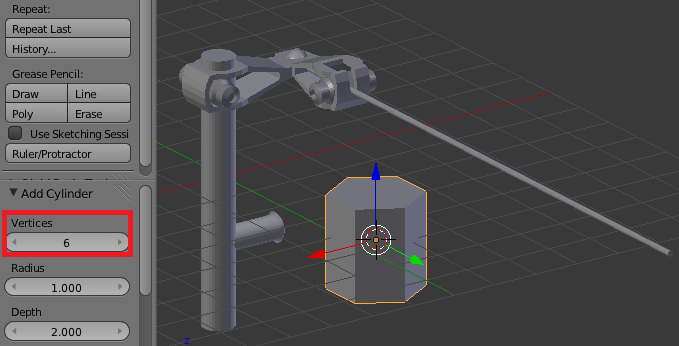 Repeat:
Repeat Last
History...
Grease Pencil:
Draw Line
Poly Erase
Use Sketching Sessi
Ruler/Protractor
Add Cylinder
Vertices
6
Radius
1.000
Depth
2.000
z